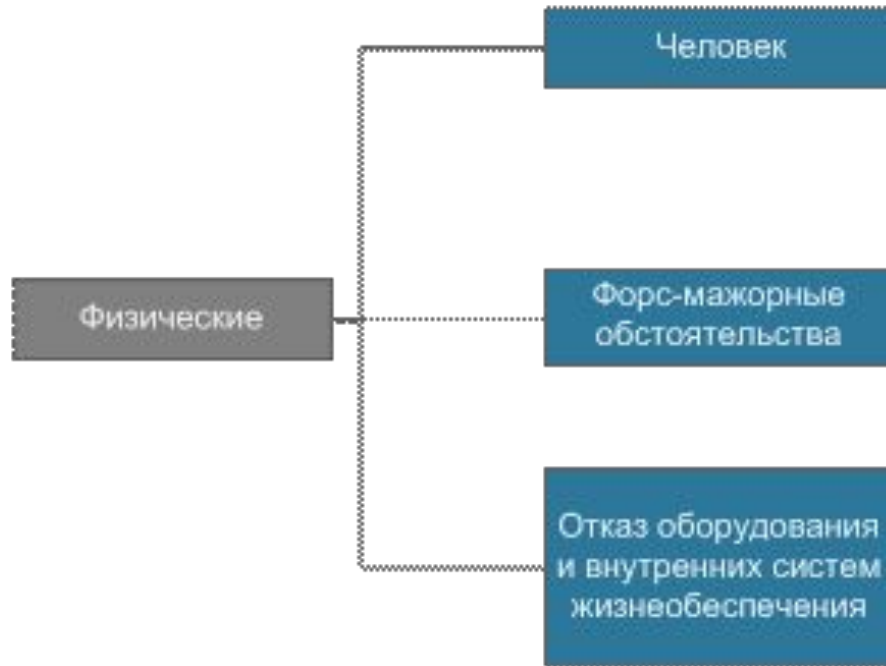 Человек
Физические
Форс-мажорные
обстоятельства
Отказ оборудования
и внутренних систем
жизнеобеспечения